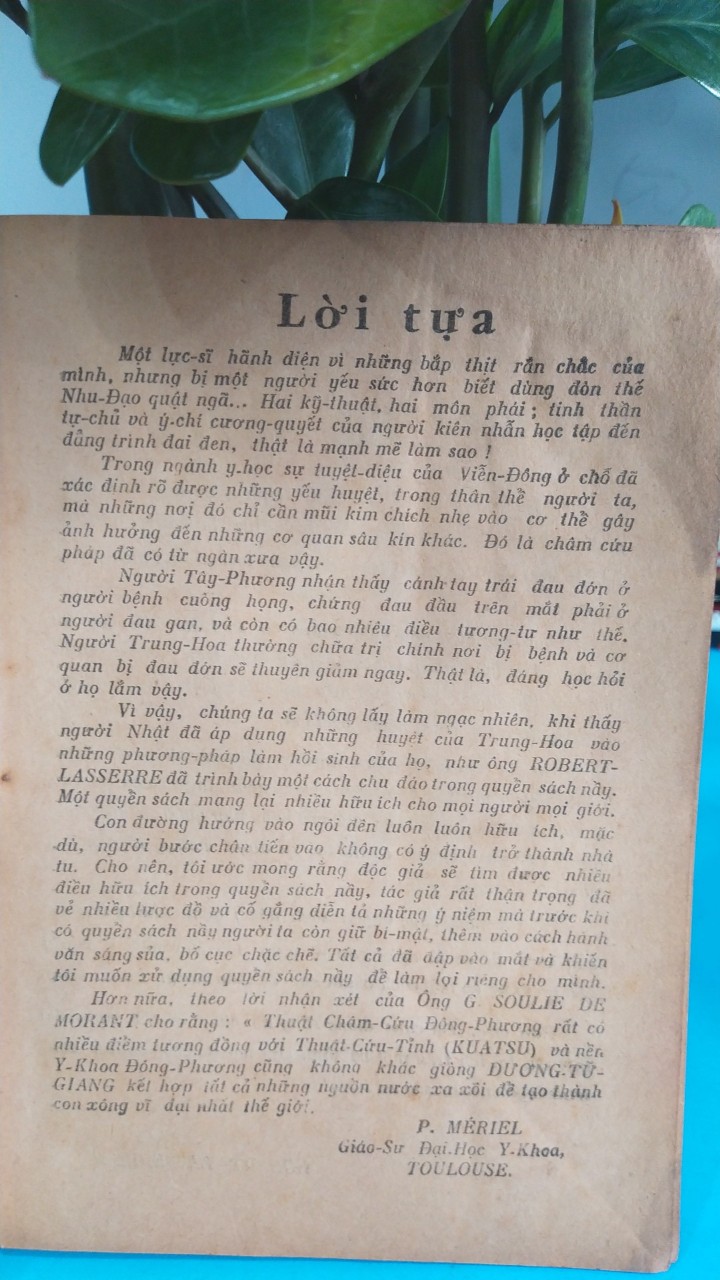 Lời tựa
Một lực-sĩ hãnh diện vì những bắp thịt rắn chắc của
mình, nhưng bị một người yếu sức hơn biết dùng đòn thế
Nhu-Đạo quật ngã... Hai kỹ-thuật, hai môn phái ; tinh thần
tự-chủ và ý-chí cương-quyết của người kiên nhẫn học tập đến
đẳng trình đai đen, thật là mạnh mẽ làm sao !
Trong ngành y-học sự tuyệt-diệu của Viễn-Đông ở chổ đã
xác định rõ được những yếu huyệt, trong thân thể người ta,
mà những nơi đó chỉ cần mũi kim chích nhẹ vào cơ thể gây
ảnh hưởng đến những cơ quan sâu kín khác. Đó là châm cứu
pháp đã có từ ngàn xưa vậy.
Người Tây-Phương nhận thấy cánh tay trái đau đớn ở
người bệnh cuống họng, chứng đau đầu trên mắt phải ở
người đau gan, và còn có bao nhiêu điều tương-tư như thế.
Người Trung-Hoa thường chữa trị chính nơi bị bệnh và cơ
quan bị đau đớn sẽ thuyên giảm ngay. Thật là, đáng học hỏi
ở họ lắm vậy.
Vì vậy, chúng ta sẽ không lấy làm ngạc nhiên, khi thấy
người Nhật đã áp dụng những huyệt của Trung-Hoa vào
những phương-pháp làm hồi sinh của họ, như ông ROBERT-
LASSERRE đã trình bày một cách chu đáo trong quyển sách nầy.
Một quyển sách mang lại nhiều hữu ích cho mọi người mọi giới.
Con đường hướng vào ngôi đền luôn luôn hữu ích, mặc
dù, người bước chân tiến vào không có ý định trở thành nhà
tu. Cho nên, tôi ước mong rằng độc giả sẽ tìm được nhiều
điều hữu ích trong quyển sách nầy, tác giả rất thận trọng đã
vẻ nhiều lược đồ và cố gắng diễn tả những ý niệm mà trước khi
có quyển sách nầy người ta còn giữ bí-mật, thêm vào cách hành
văn sáng sủa, bố cục chặc chẽ. Tất cả đã đập vào mắt và khiến
tôi muốn xử dụng quyển sách nầy để làm lợi riêng cho mình.
Hơn nữa, theo lời nhận xét của Ông G. SOULIE DE
MORANT cho rằng : « Thuật Châm-Cứu Đông-Phương rất có
nhiều điểm tương đồng với Thuật-Cứu-Tỉnh (KUATSU) và nền
Y-Khoa Đông-Phương cũng không khác giòng DƯƠNG-TỬ-
GIANG kết hợp tất cả những nguồn nước xa xôi để tạo thành
con sông vĩ đại nhất thế giới.
P. MÉRIEL
Giáo-Sư Đại-Học Y-Khoa,
TOULOUSE.